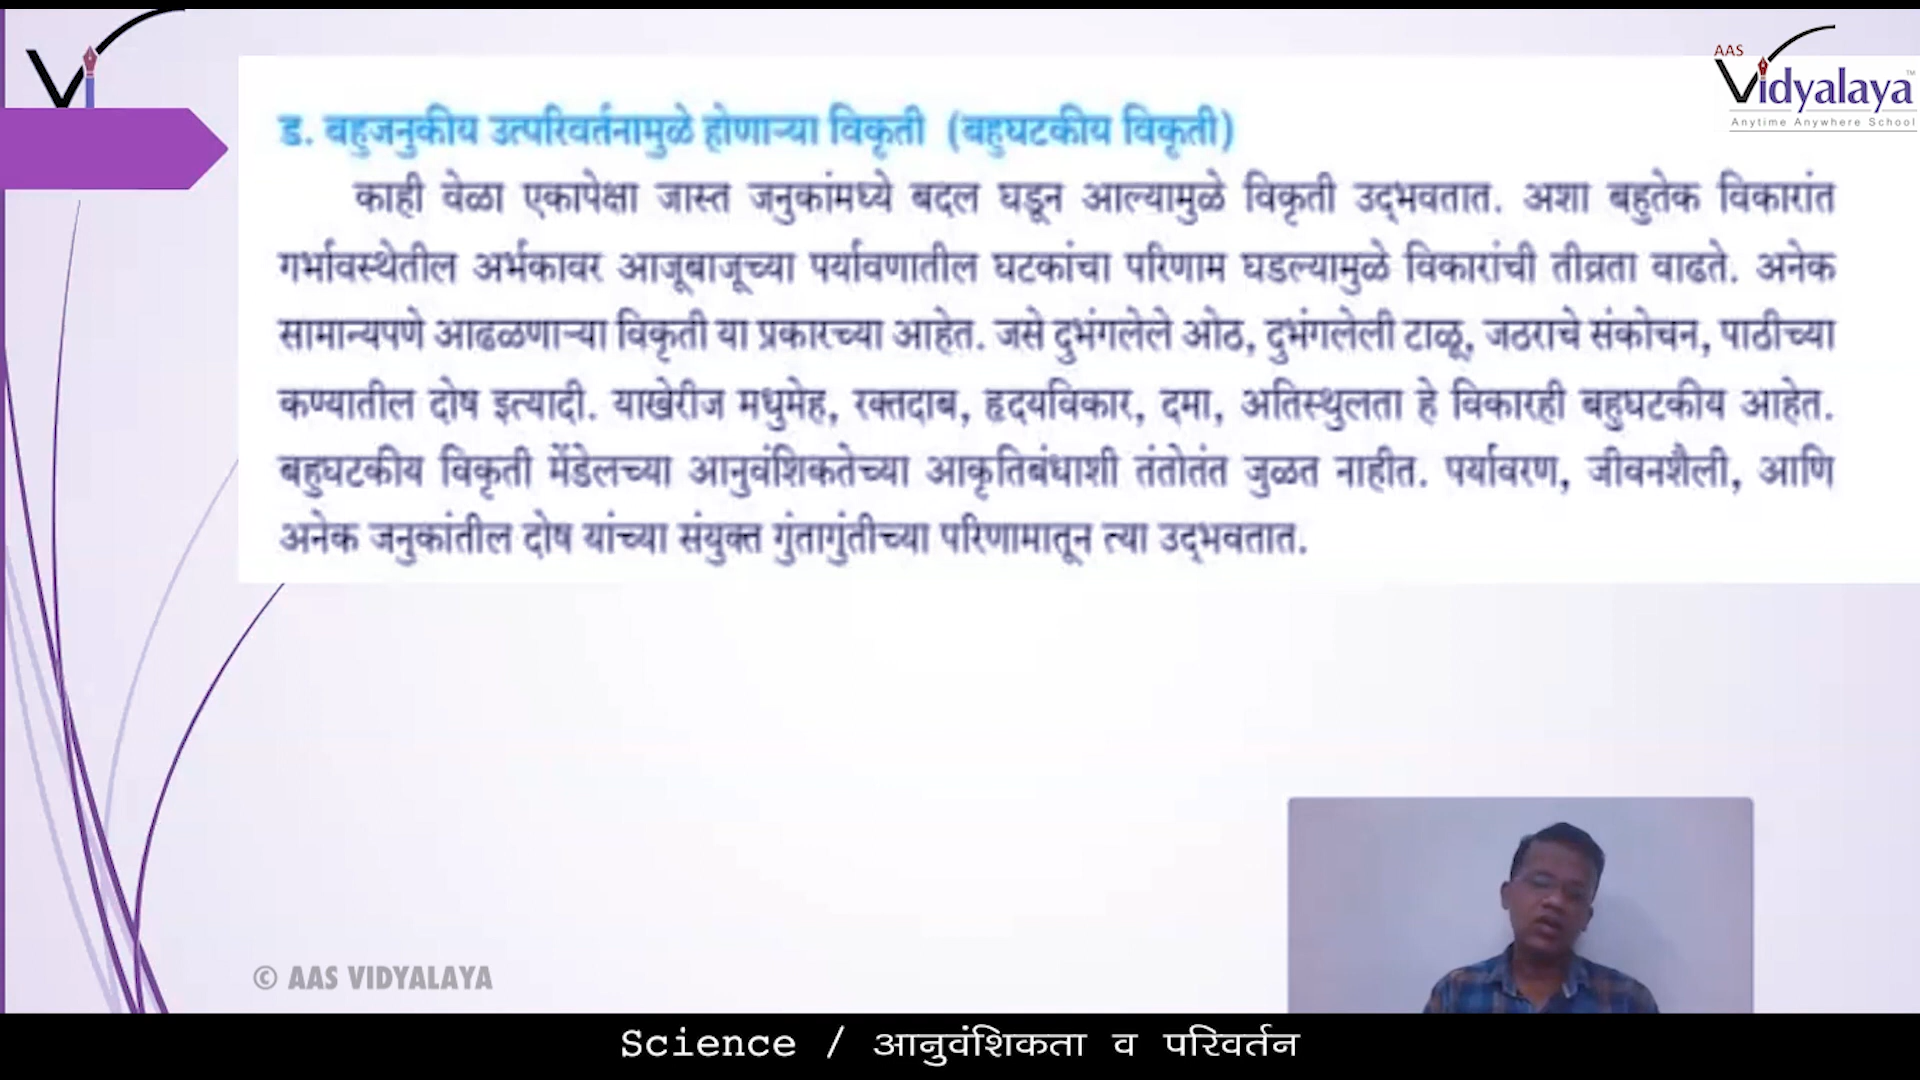 AAS
Vidyalaya™
Anytime Anywhere School
ड. बहुजनुकीय उत्परिवर्तनामुळे होणाऱ्या विकृती (बहुघटकीय विकृती)
काही वेळा एकापेक्षा जास्त जनुकांमध्ये बदल घडून आल्यामुळे विकृती उद्‌भवतात. अशा बहुतेक विकारांत
गर्भावस्थेतील अर्भकावर आजूबाजूच्या पर्यावणातील घटकांचा परिणाम घडल्यामुळे विकारांची तीव्रता वाढते. अनेक
सामान्यपणे आढळणाऱ्या विकृती या प्रकारच्या आहेत. जसे दुभंगलेले ओठ, दुभंगलेली टाळू, जठराचे संकोचन, पाठीच्या
कण्यातील दोष इत्यादी. याखेरीज मधुमेह, रक्तदाब, हृदयविकार, दमा, अतिस्थुलता हे विकारही बहुघटकीय आहेत.
बहुघटकीय विकृती मेंडेलच्या आनुवंशिकतेच्या आकृतिबंधाशी तंतोतंत जुळत नाहीत. पर्यावरण, जीवनशैली, आणि
अनेक जनुकांतील दोष यांच्या संयुक्त गुंतागुंतीच्या परिणामातून त्या उद्‌भवतात.
© AAS VIDYALAYA
Science / आनुवंशिकता व परिवर्तन